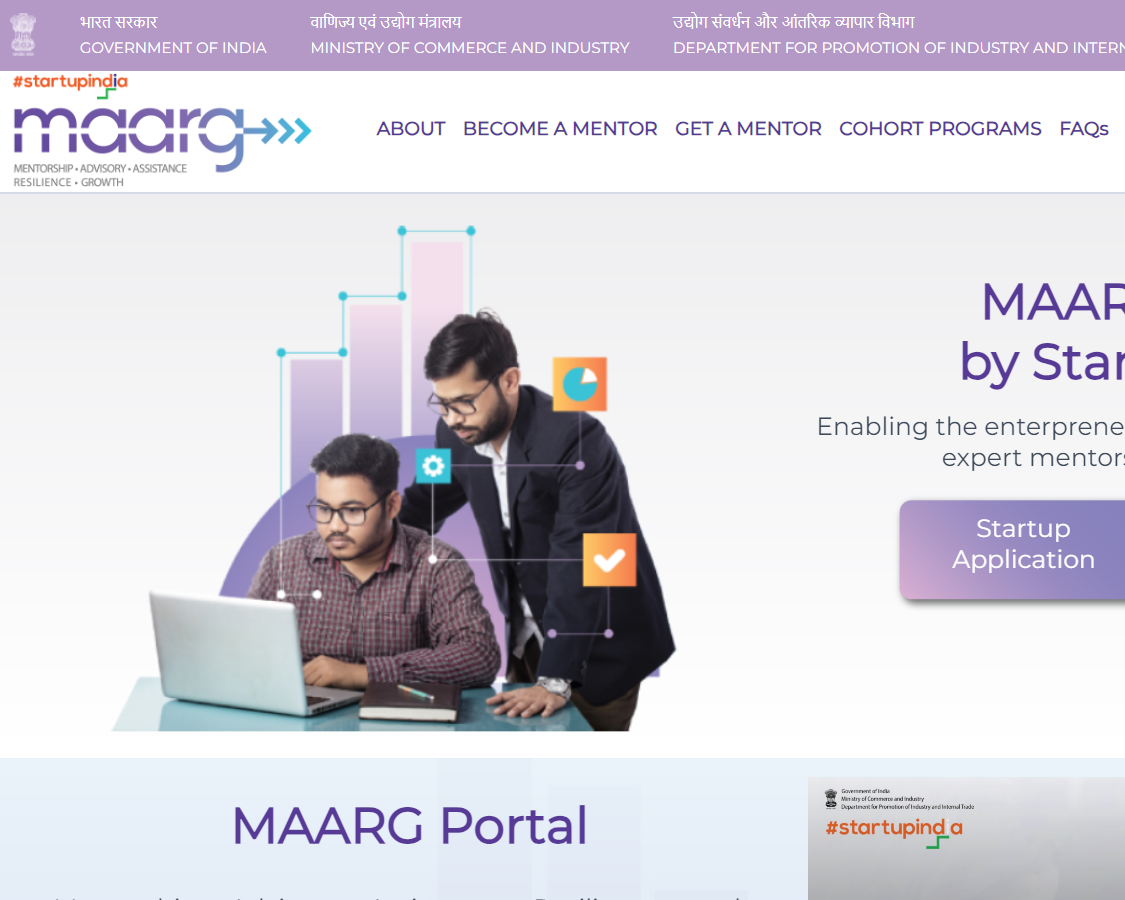 भारत सरकार
GOVERNMENT OF INDIA
वाणिज्य एवं उद्योग मंत्रालय
MINISTRY OF COMMERCE AND INDUSTRY
उद्योग संवर्धन और आंतरिक व्यापार विभाग
DEPARTMENT FOR PROMOTION OF INDUSTRY AND INTERN
#startupindia
maarg
MENTORSHIP • ADVISORY • ASSISTANCE
RESILIENCE • GROWTH
ABOUT BECOME A MENTOR GET A MENTOR COHORT PROGRAMS FAQs
MAAR
by Star
Enabling the enterprene
expert mentors
Startup
Application
MAARG Portal
Government of India
Ministry of Commerce and Industry
Department for Promotion of Industry and Internal Trade
#startupindia